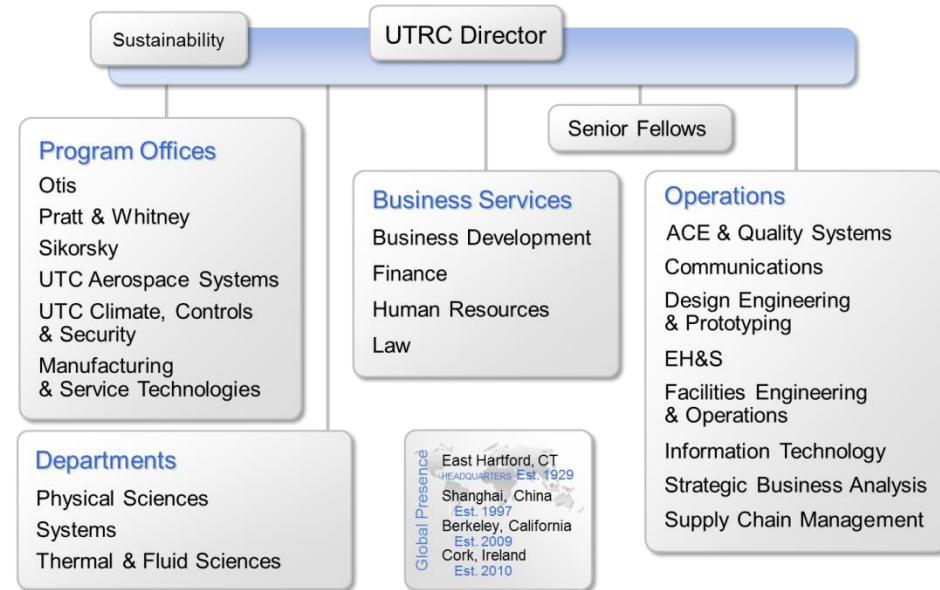 Sustainability
UTRC Director
Senior Fellows
Program Offices
Otis
Pratt & Whitney
Sikorsky
UTC Aerospace Systems
UTC Climate, Controls
& Security
Manufacturing
& Service Technologies
Departments
Physical Sciences
Systems
Thermal & Fluid Sciences
Business Services
Business Development
Finance
Human Resources
Law
Global Presence
East Hartford, CT
HEADQUARTERS Est. 1929
Shanghai, China
Est. 1997
Berkeley, California
Est. 2009
Cork, Ireland
Est. 2010
Operations
ACE & Quality Systems
Communications
Design Engineering
& Prototyping
EH&S
Facilities Engineering
& Operations
Information Technology
Strategic Business Analysis
Supply Chain Management